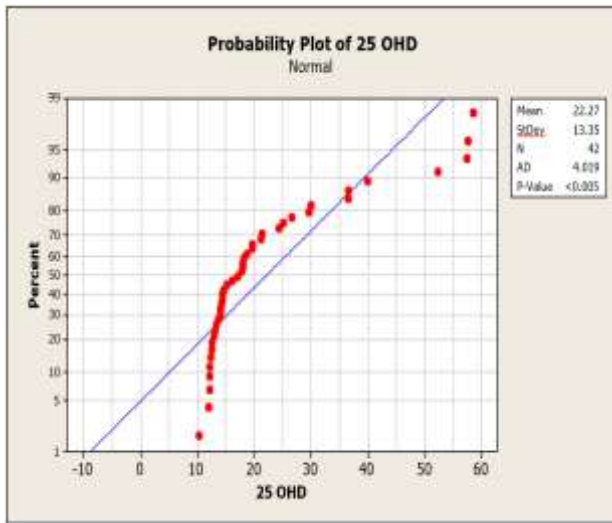 Probability Plot of 25 OHD
Normal
99
95
90
80
70
60
50
40
30
20
10
5
1
Percent
-10 0 10 20 30 40 50 60
25 OHD
Mean 22.27
StDev 13.35
N 42
AD 4.019
P-Value <0.005